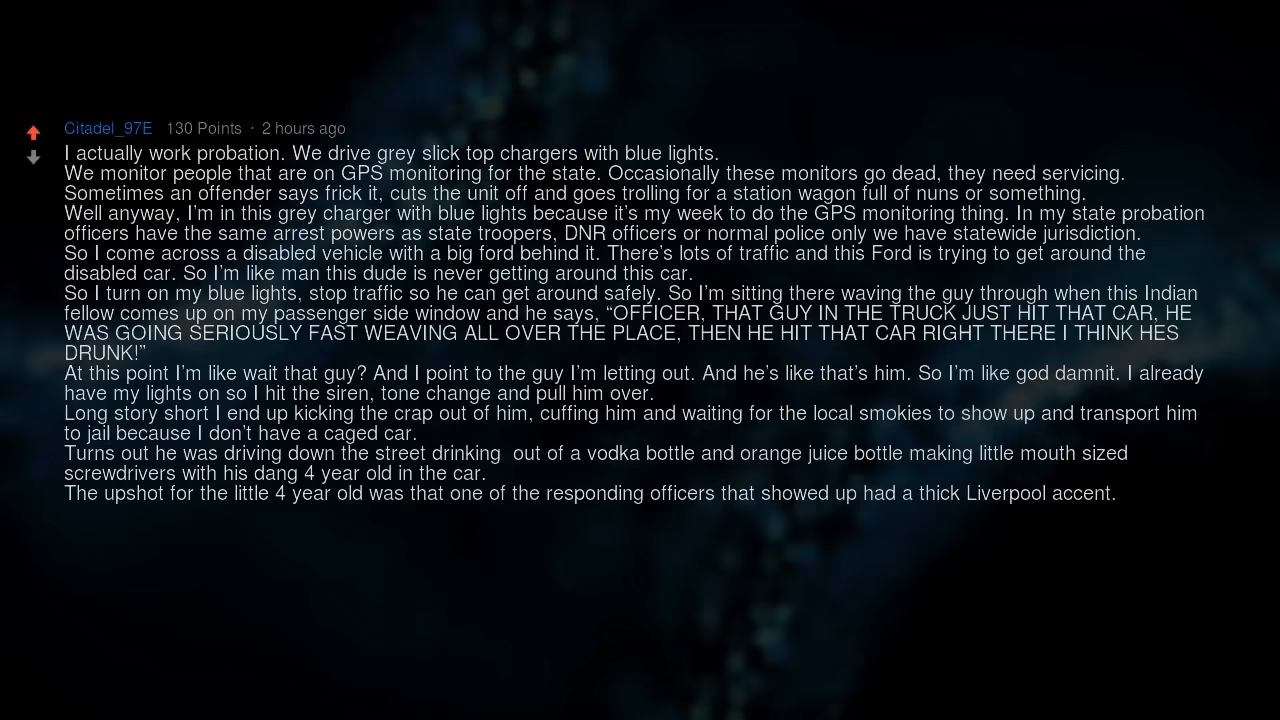 Citadel_97E 130 Points · 2 hours ago
I actually work probation. We drive grey slick top chargers with blue lights.
We monitor people that are on GPS monitoring for the state. Occasionally these monitors go dead, they need servicing.
Sometimes an offender says frick it, cuts the unit off and goes trolling for a station wagon full of nuns or something.
Well anyway, I’m in this grey charger with blue lights because it’s my week to do the GPS monitoring thing. In my state probation
officers have the same arrest powers as state troopers, DNR officers or normal police only we have statewide jurisdiction.
So I come across a disabled vehicle with a big ford behind it. There’s lots of traffic and this Ford is trying to get around the
disabled car. So I’m like man this dude is never getting around this car.
So I turn on my blue lights, stop traffic so he can get around safely. So I’m sitting there waving the guy through when this Indian
fellow comes up on my passenger side window and he says, “OFFICER, THAT GUY IN THE TRUCK JUST HIT THAT CAR, HE
WAS GOING SERIOUSLY FAST WEAVING ALL OVER THE PLACE, THEN HE HIT THAT CAR RIGHT THERE I THINK HES
DRUNK!”
At this point I’m like wait that guy? And I point to the guy I’m letting out. And he’s like that’s him. So I’m like god damnit. I already
have my lights on so I hit the siren, tone change and pull him over.
Long story short I end up kicking the crap out of him, cuffing him and waiting for the local smokies to show up and transport him
to jail because I don’t have a caged car.
Turns out he was driving down the street drinking  out of a vodka bottle and orange juice bottle making little mouth sized
screwdrivers with his dang 4 year old in the car.
The upshot for the little 4 year old was that one of the responding officers that showed up had a thick Liverpool accent.